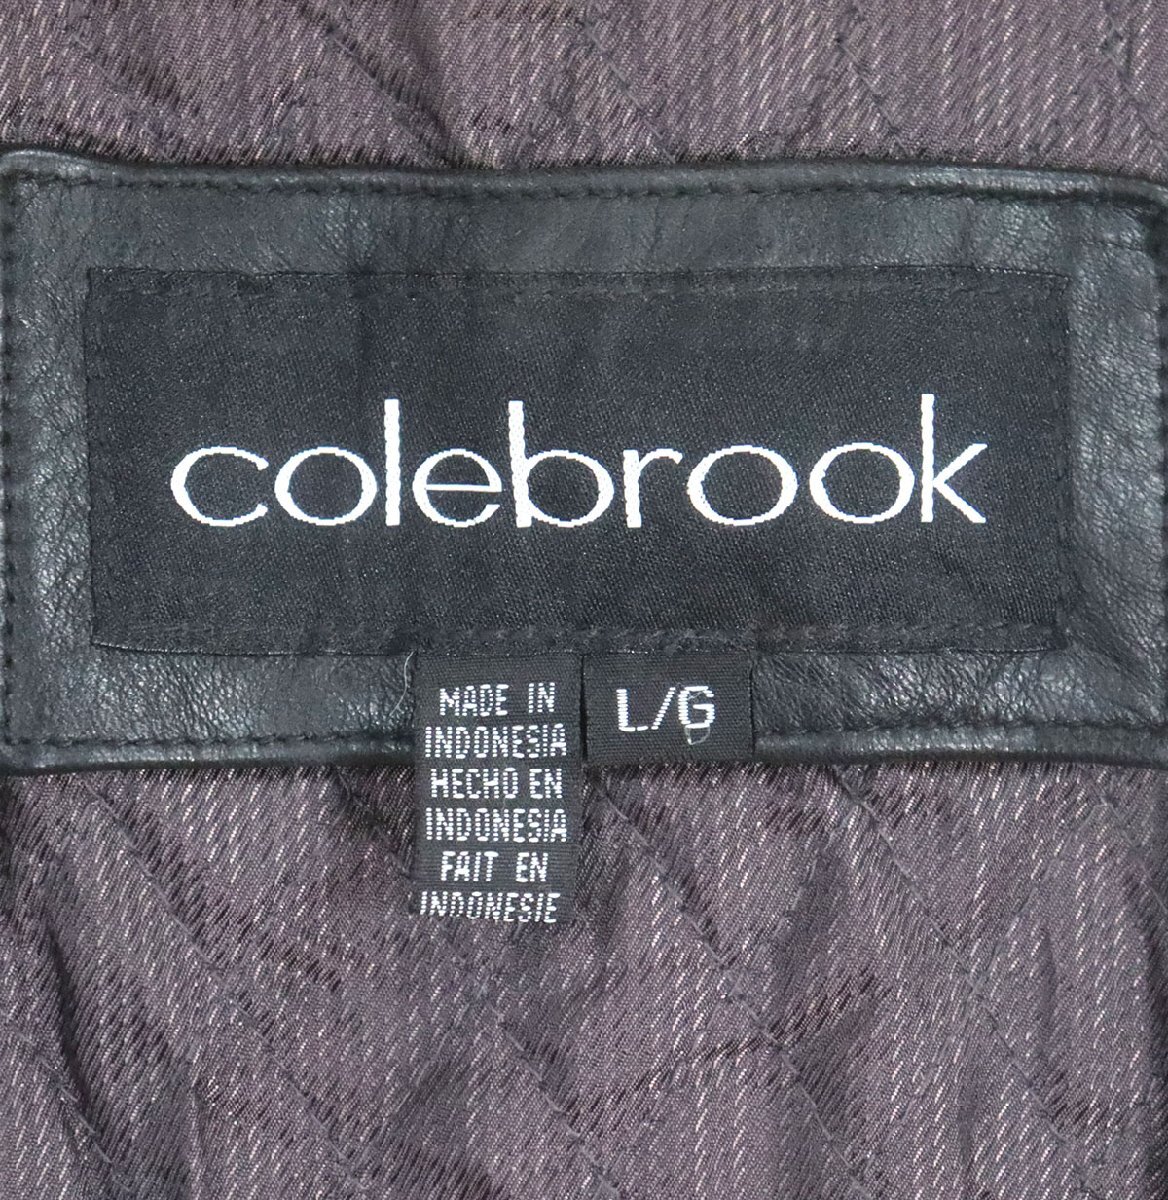 colebrook
MADE IN
INDONESIA
HECHO EN
INDONESIA
FAIT EN
INDONESIE
L/G